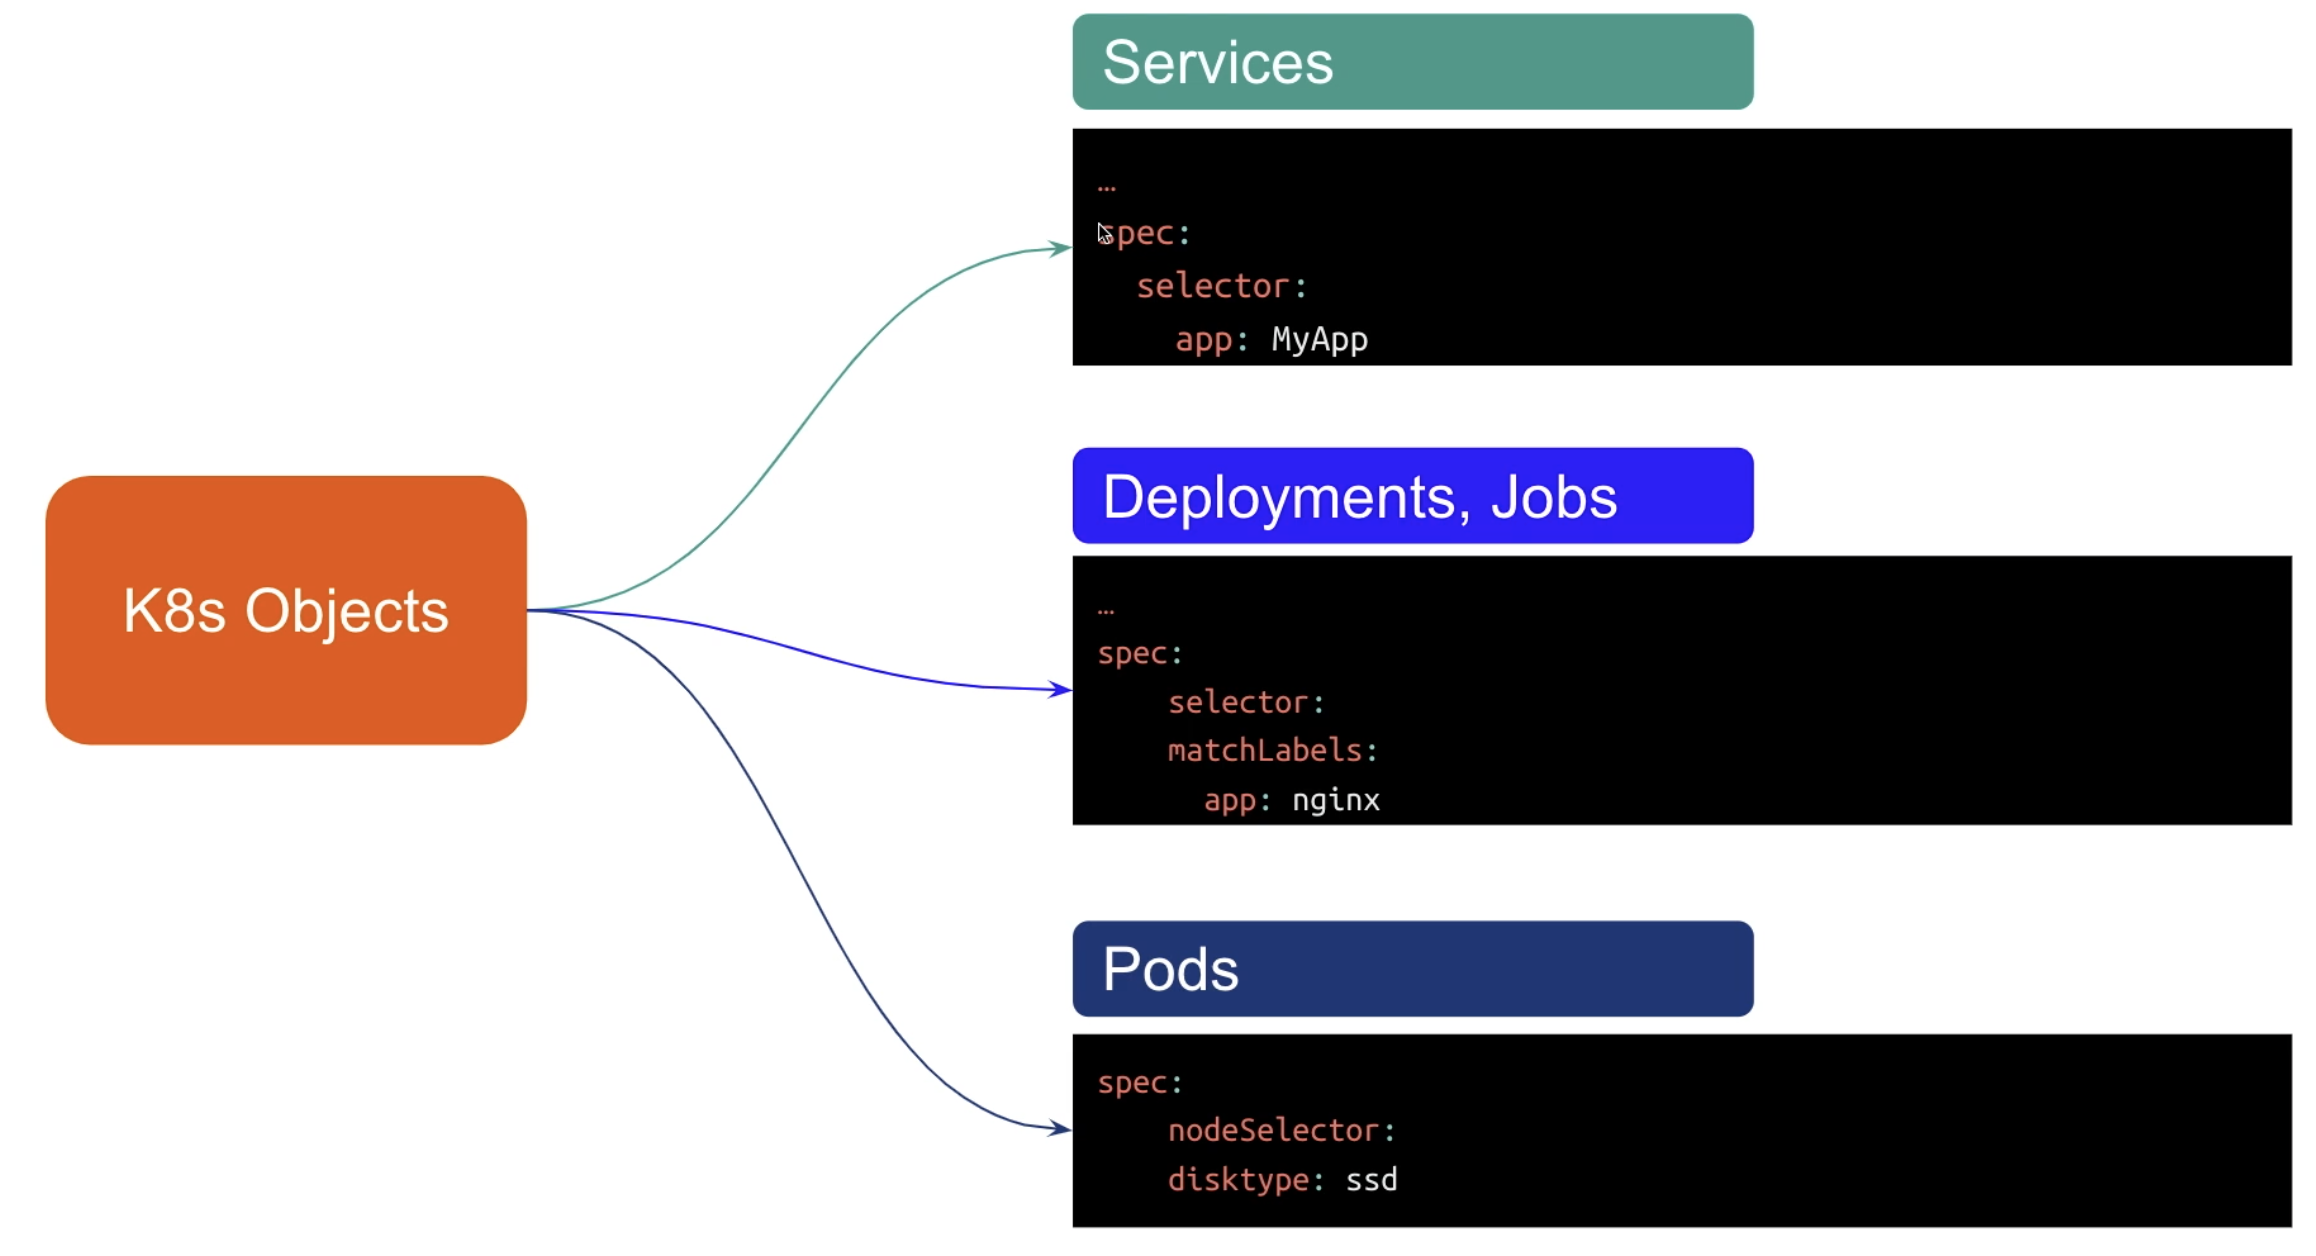 Services
…
spec:
selector:
app: MyApp
K8s Objects
Deployments, Jobs
…
spec:
selector:
matchLabels:
app: nginx
Pods
spec:
nodeSelector:
disktype: ssd